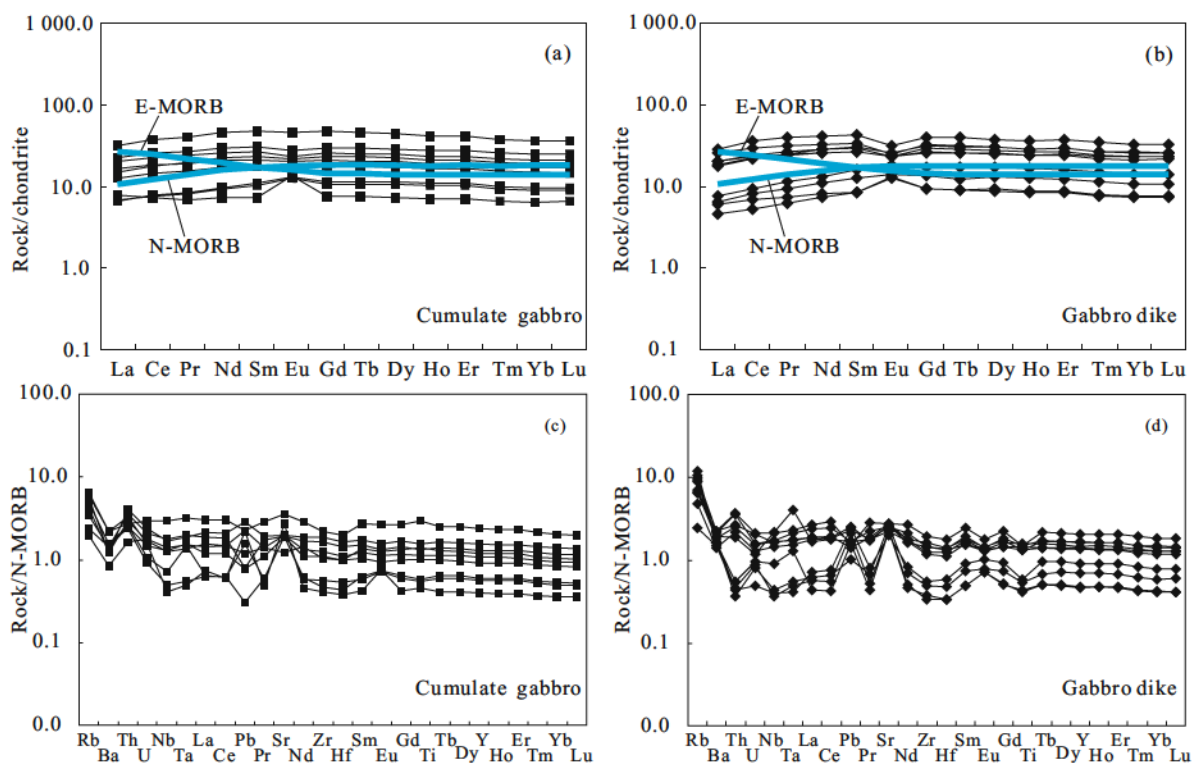 1 000.0
100.0
10.0
1.0
0.1
Rock/chondrite
(a)
E-MORB
N-MORB
Cumulate gabbro
La Ce Pr Nd Sm Eu Gd Tb Dy Ho Er Tm Yb Lu
1 000.0
100.0
10.0
1.0
0.1
Rock/chondrite
(b)
E-MORB
N-MORB
Gabbro dike
La Ce Pr Nd Sm Eu Gd Tb Dy Ho Er Tm Yb Lu
100.0
10.0
1.0
0.1
0.0
Rock/N-MORB
(c)
Cumulate gabbro
Rb Th Nb La Pb Sr Zr Sm Gd Tb Y Er Yb
Ba U Ta Ce Pr Nd Hf Eu Ti Dy Ho Tm Lu
100.0
10.0
1.0
0.1
0.0
Rock/N-MORB
(d)
Gabbro dike
Rb Th Nb La Pb Sr Zr Sm Gd Tb Y Er Yb
Ba U Ta Ce Pr Nd Hf Eu Ti Dy Ho Tm Lu